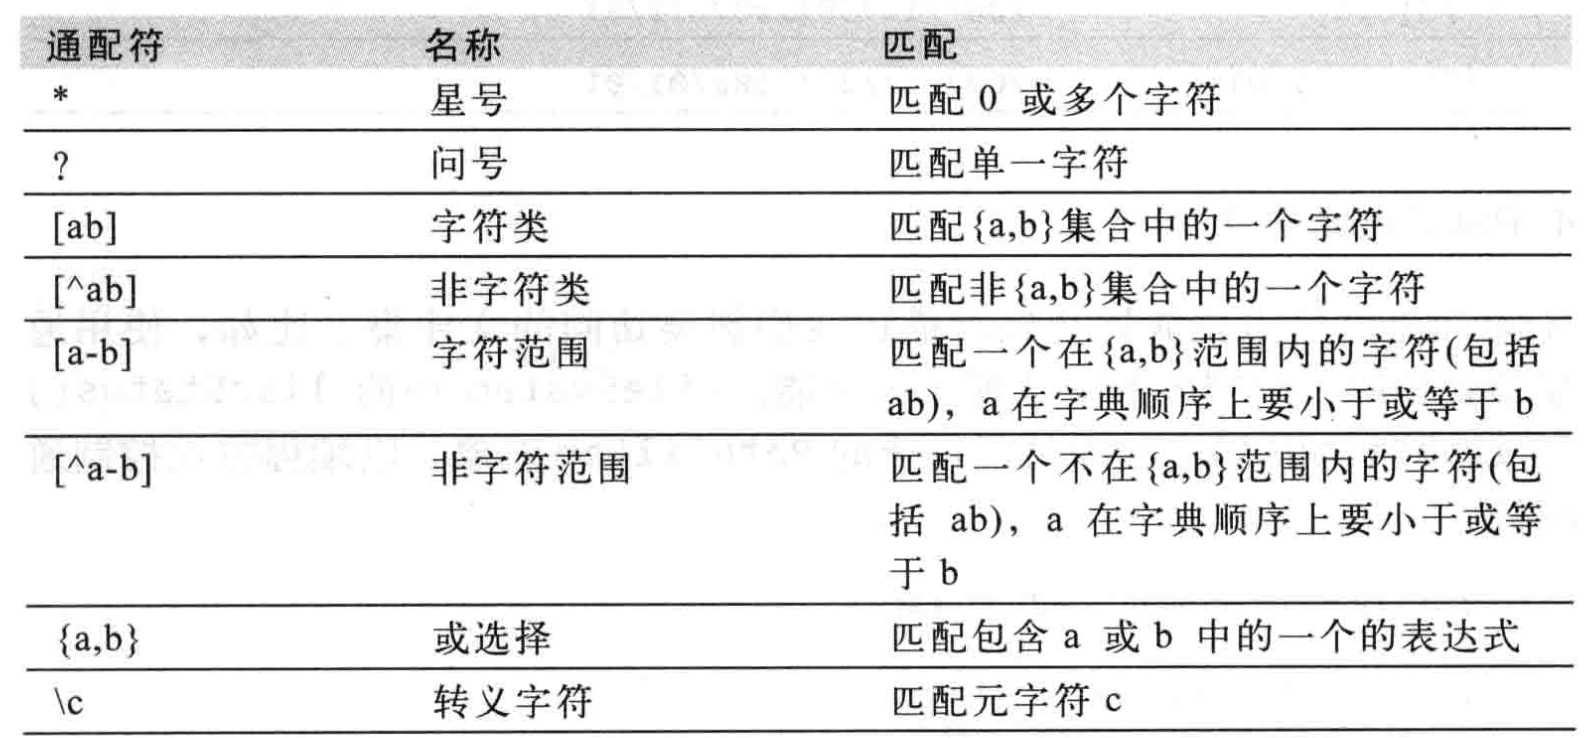 通配符 名称 匹配
* 星号 匹配 0 或多个字符
? 问号 匹配单一字符
[ab] 字符类 匹配{a,b}集合中的一个字符
[^ab] 非字符类 匹配非{a,b}集合中的一个字符
[a-b] 字符范围 匹配一个在{a,b}范围内的字符(包括
ab)，a 在字典顺序上要小于或等于 b
[^a-b] 非字符范围 匹配一个不在{a,b}范围内的字符(包
括 ab)，a 在字典顺序上要小于或等
于 b
{a,b} 或选择 匹配包含 a 或 b 中的一个的表达式
\c 转义字符 匹配元字符 c